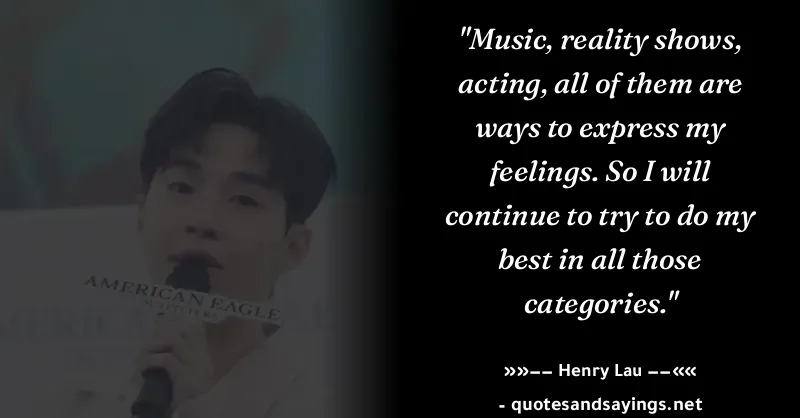 "Music, reality shows,
acting, all of them are
ways to express my
feelings. So I will
continue to try to do my
best in all those
categories."
»»−− Henry Lau −−««
- quotesandsayings.net
AMERICAN EAGLE